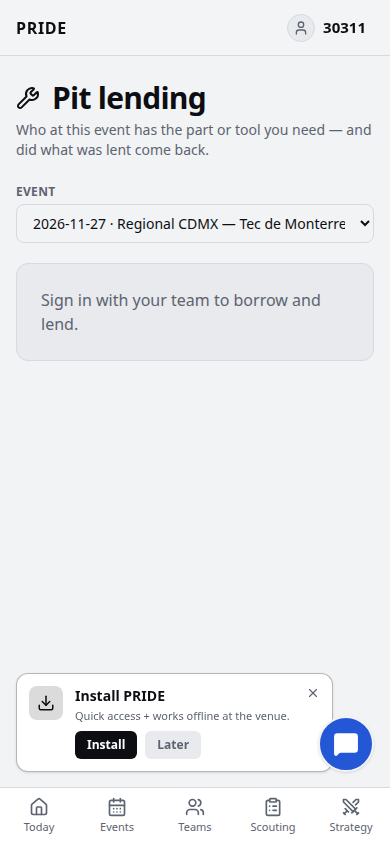 PRIDE
30311
Pit lending
Who at this event has the part or tool you need — and
did what was lent come back.
EVENT
2026-11-27 · Regional CDMX — Tec de Monterre
Sign in with your team to borrow and
lend.
Install PRIDE
Quick access + works offline at the venue.
Install
Later
Today
Events
Teams
Scouting
Strategy